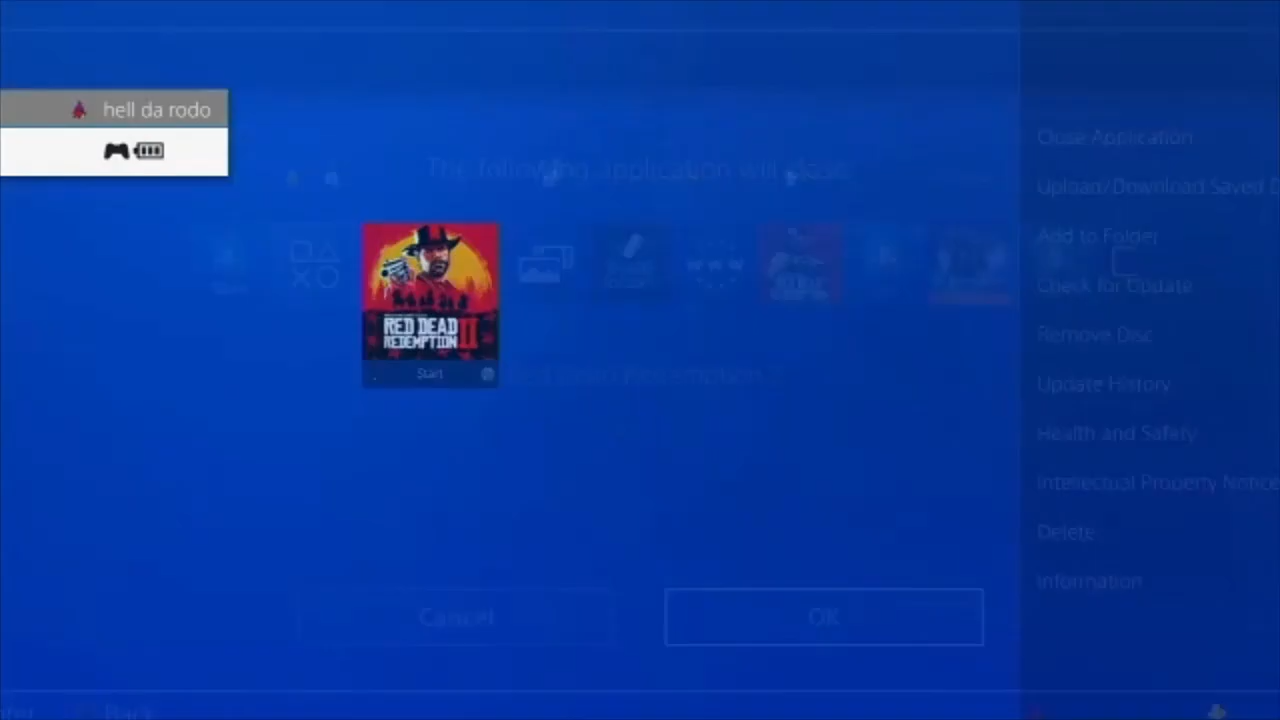 hell da rodo
Close Application
The following application will close.
Upload/Download Saved D
Add to Folder
Check for Update
RED DEAD
REDEMPTION II
Remove Disc
Start
Update History
Health and Safety
Intellectual Property Notice
Delete
Information
Cancel
OK
Back